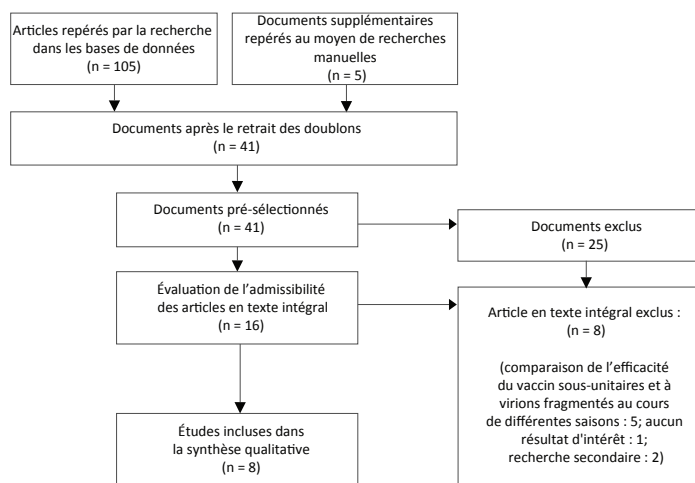 Articles repérés par la recherche
dans les bases de données
(n = 105)
Documents supplémentaires
repérés au moyen de recherches
manuelles
(n = 5)
Documents après le retrait des doublons
(n = 41)
Documents pré-sélectionnés
(n = 41)
Documents exclus
(n = 25)
Évaluation de l'admissibilité
des articles en texte intégral
(n = 16)
Article en texte intégral exclus :
(n = 8)
(comparaison de l'efficacité
du vaccin sous-unitaires et à
virions fragmentés au cours
de différentes saisons : 5; aucun
résultat d'intérêt : 1;
recherche secondaire : 2)
Études incluses dans
la synthèse qualitative
(n = 8)